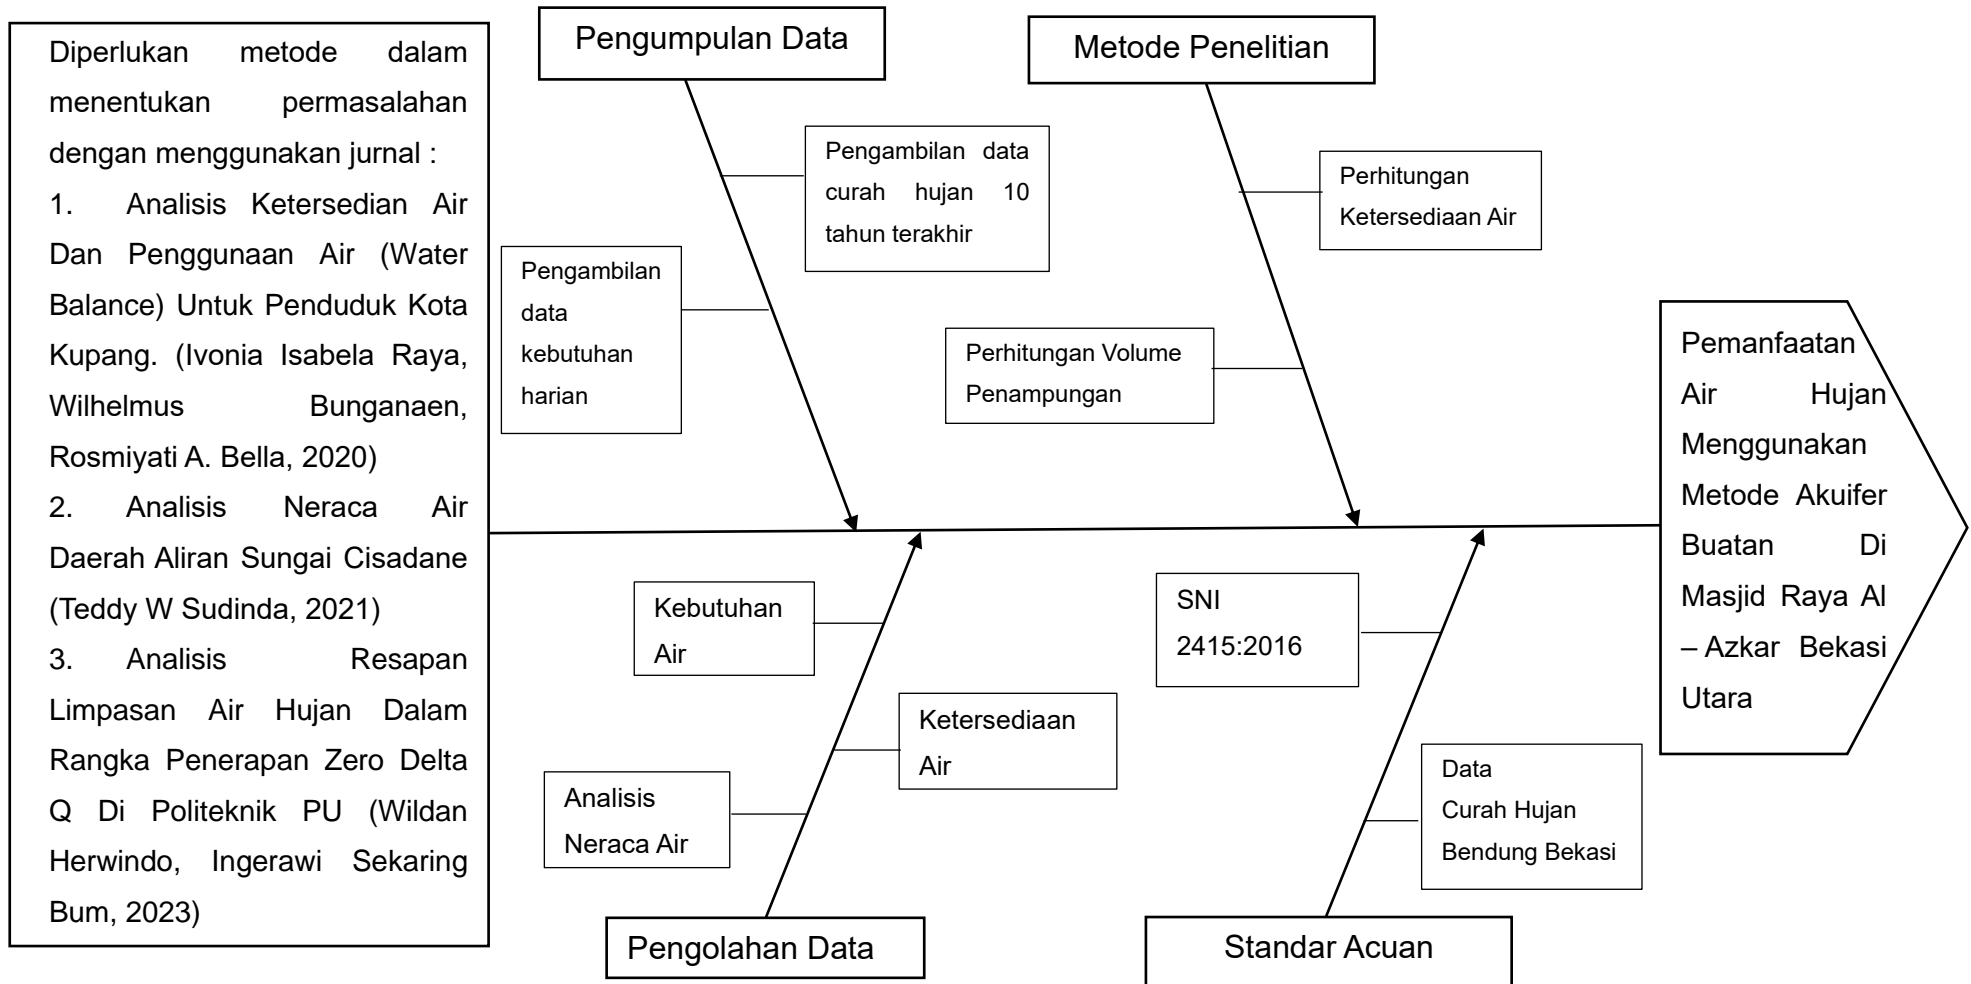 Diperlukan metode dalam
menentukan permasalahan
dengan menggunakan jurnal :
1. Analisis Ketersedian Air
Dan Penggunaan Air (Water
Balance) Untuk Penduduk Kota
Kupang. (Ivonia Isabela Raya,
Wilhelmus Bunganaen,
Rosmiyati A. Bella, 2020)
2. Analisis Neraca Air
Daerah Aliran Sungai Cisadane
(Teddy W Sudinda, 2021)
3. Analisis Resapan
Limpasan Air Hujan Dalam
Rangka Penerapan Zero Delta
Q Di Politeknik PU (Wildan
Herwindo, Ingerawi Sekaring
Bum, 2023)
Pengumpulan Data
Pengambilan data
curah hujan 10
tahun terakhir
Pengambilan
data
kebutuhan
harian
Metode Penelitian
Perhitungan
Ketersediaan Air
Perhitungan Volume
Penampungan
Kebutuhan
Air
Ketersediaan
Air
Analisis
Neraca Air
Pengolahan Data
SNI
2415:2016
Data
Curah Hujan
Bendung Bekasi
Standar Acuan
Pemanfaatan
Air Hujan
Menggunakan
Metode Akuifer
Buatan Di
Masjid Raya Al
– Azkar Bekasi
Utara